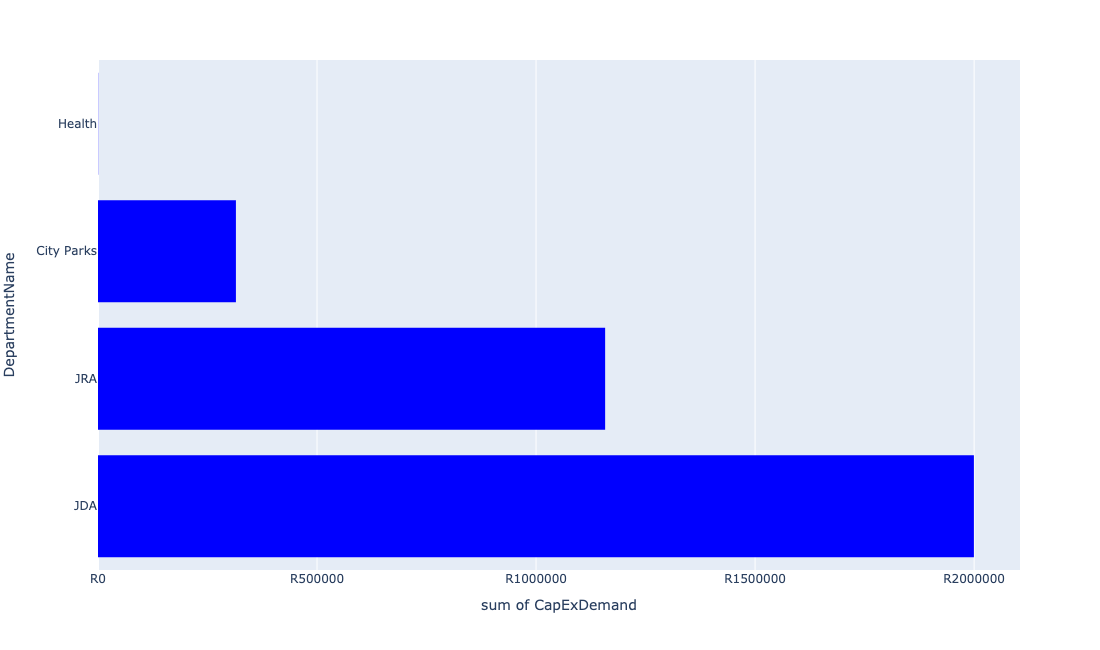 Health
City Parks
JRA
JDA
DepartmentName
R0
R500000
R1000000
R1500000
R2000000
sum of CapExDemand